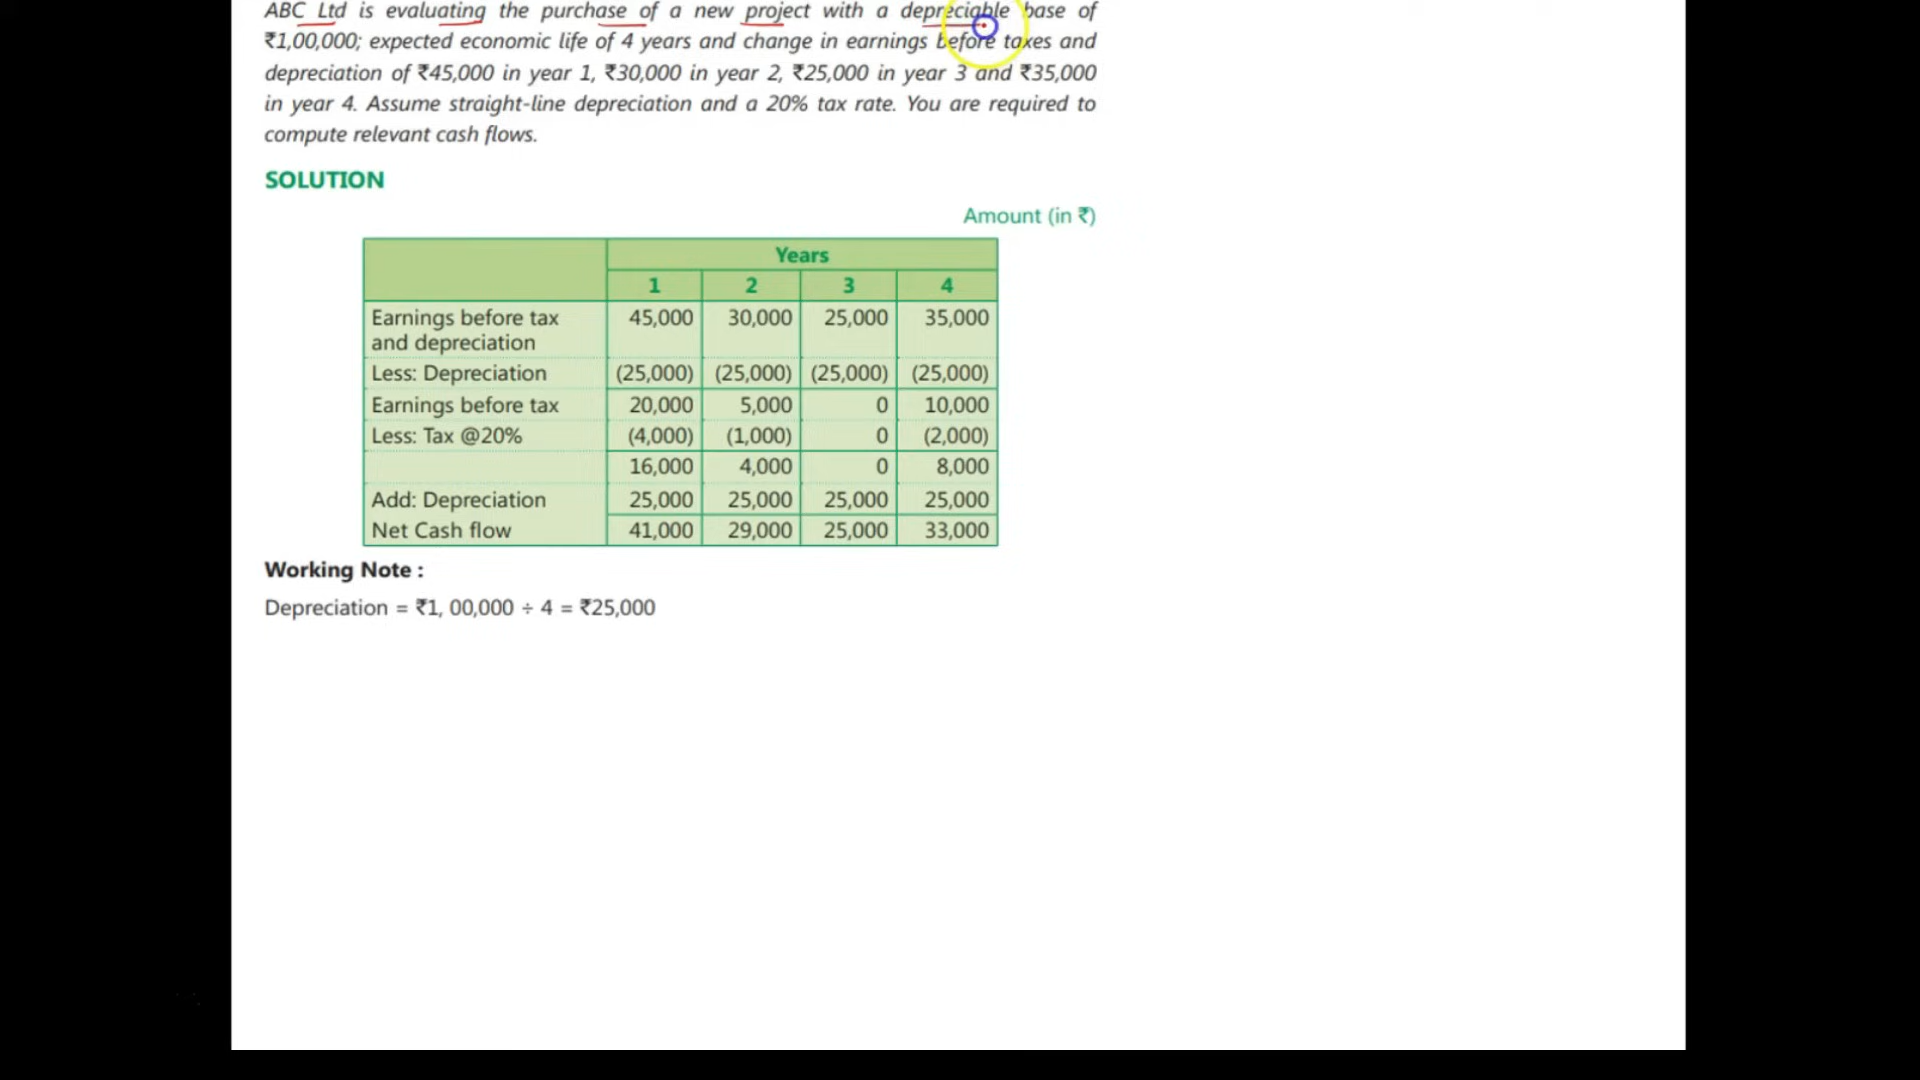 ABC Ltd is evaluating the purchase of a new project with a depreciable base of
₹1,00,000; expected economic life of 4 years and change in earnings before taxes and
depreciation of ₹45,000 in year 1, ₹30,000 in year 2, ₹25,000 in year 3 and ₹35,000
in year 4. Assume straight-line depreciation and a 20% tax rate. You are required to
compute relevant cash flows.
SOLUTION
Amount (in ₹)
Years
1 2 3 4
Earnings before tax 45,000 30,000 25,000 35,000
and depreciation
Less: Depreciation (25,000) (25,000) (25,000) (25,000)
Earnings before tax 20,000 5,000 0 10,000
Less: Tax @20% (4,000) (1,000) 0 (2,000)
16,000 4,000 0 8,000
Add: Depreciation 25,000 25,000 25,000 25,000
Net Cash flow 41,000 29,000 25,000 33,000
Working Note :
Depreciation = ₹1, 00,000 ÷ 4 = ₹25,000